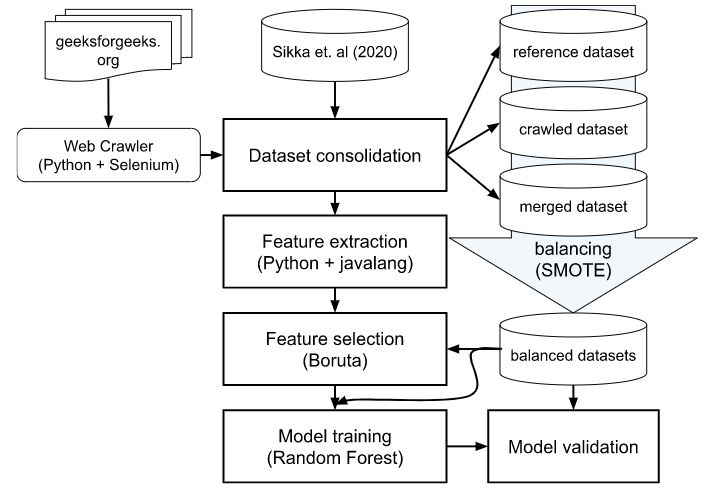 geeksforgeeks.
org
Sikka et. al (2020)
reference dataset
Web Crawler
(Python + Selenium)
Dataset consolidation
crawled dataset
merged dataset
Feature extraction
(Python + javalang)
balancing
(SMOTE)
Feature selection
(Boruta)
balanced datasets
Model training
(Random Forest)
Model validation